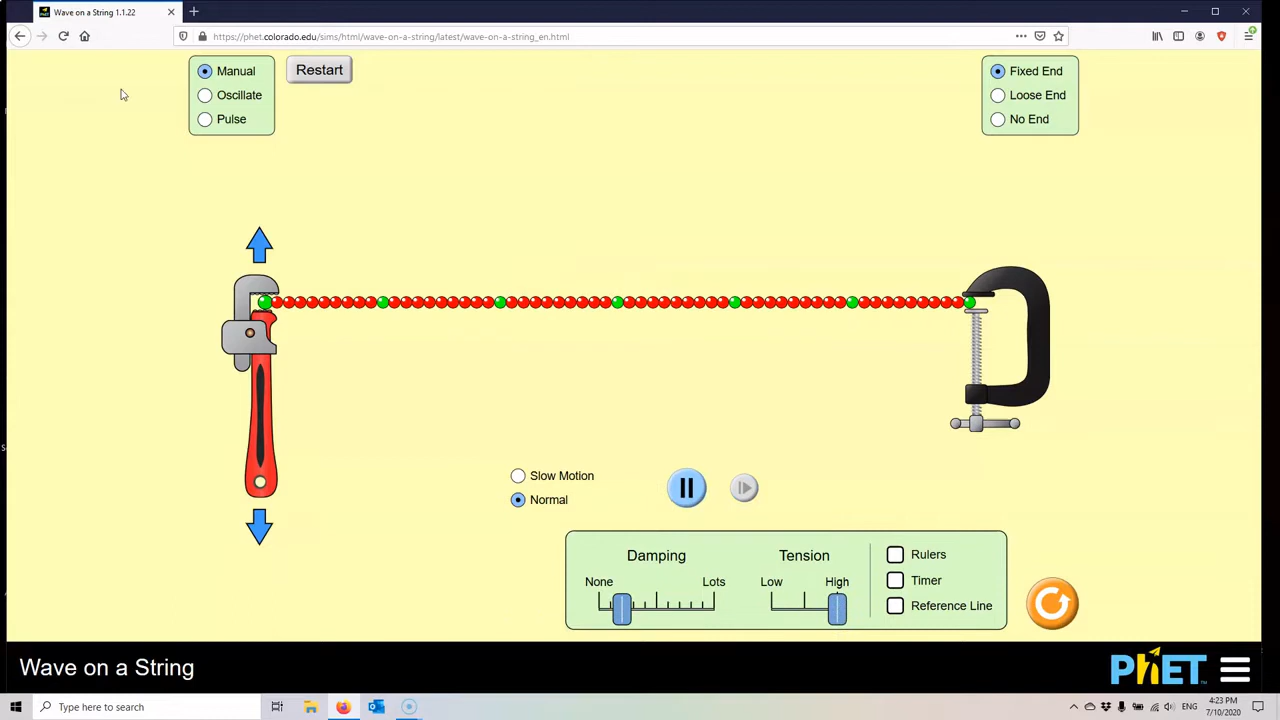 Wave on a String 1.1.22
https://phet.colorado.edu/sims/html/wave-on-a-string/latest/wave-on-a-string_en.html
Manual
Oscillate
Pulse
Restart
Fixed End
Loose End
No End
Slow Motion
Normal
Damping
None
Lots
Tension
Low
High
Rulers
Timer
Reference Line
Wave on a String
PhET
Type here to search
ENG
4:23 PM
7/10/2020